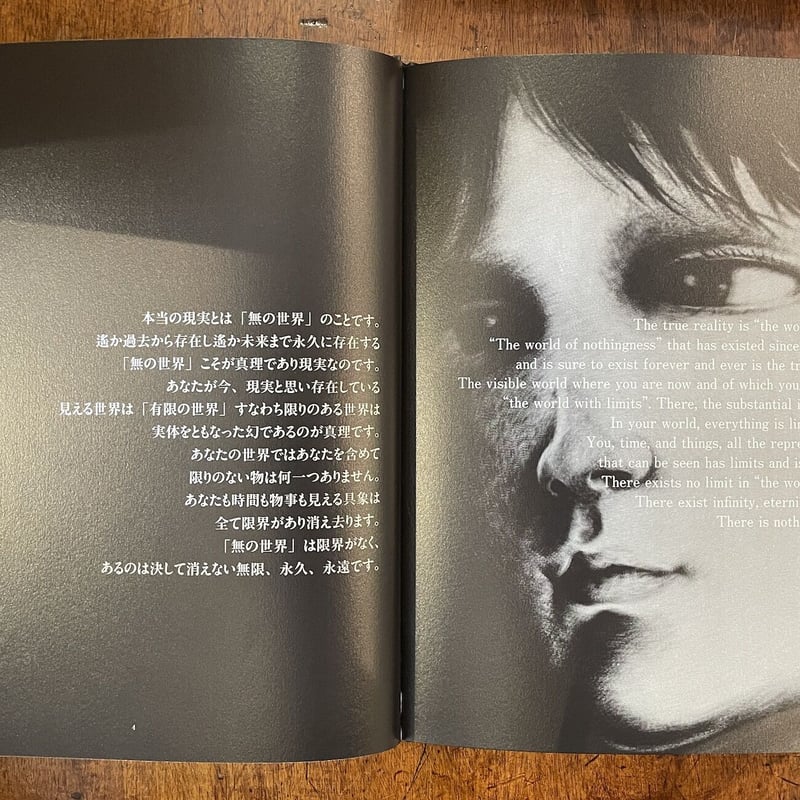 本当の現実とは「無の世界」のことです。
遙か過去から存在し遙か未来まで永久に存在する
「無の世界」こそが真理であり現実なのです。
あなたが今、現実と思い存在している
見える世界は「有限の世界」すなわち限りのある世界は
実体をともなった幻であるのが真理です。
あなたの世界ではあなたを含めて
限りのない物は何一つありません。
あなたも時間も物事も見える具象は
全て限界があり消え去ります。
「無の世界」は限界がなく、
あるのは決して消えない無限、永久、永遠です。
4
The true reality is “the wo
“The world of nothingness” that has existed since
and is sure to exist forever and ever is the tr
The visible world where you are now and of which you
“the world with limits”. There, the substantial i
In your world, everything is li
You, time, and things, all the repre
that can be seen has limits and i
There exists no limit in “the wo
There exist infinity, eterni
There is noth